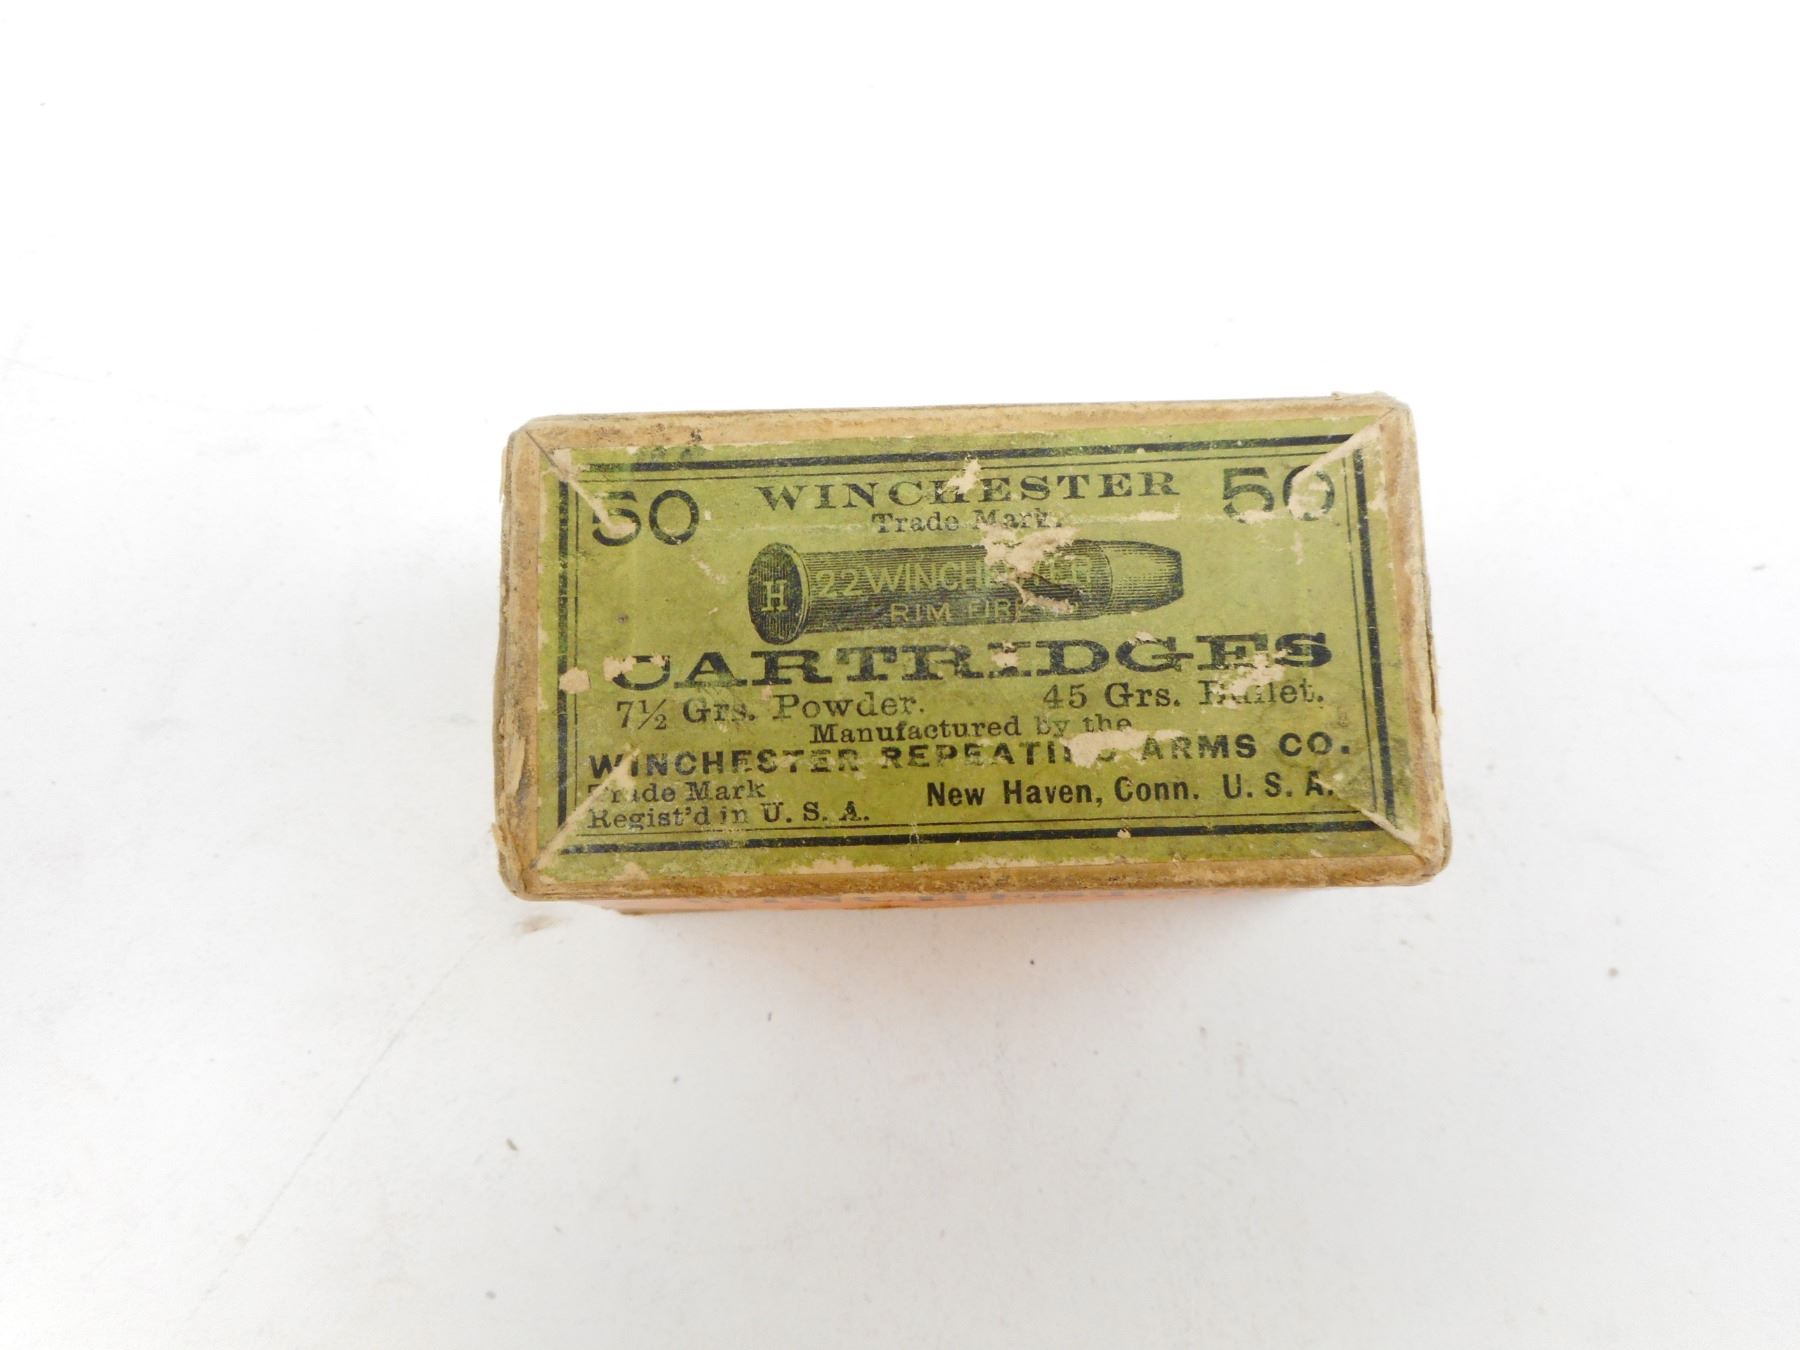 50 WINCHESTER 50
Trade Mark.
H 22 WINCHESTER
RIM FIRE
CARTRIDGES
7½ Grs. Powder. 45 Grs. Bullet.
Manufactured by the
WINCHESTER REPEATING ARMS CO.
Trade Mark New Haven, Conn. U. S. A.
Regist'd in U. S. A.